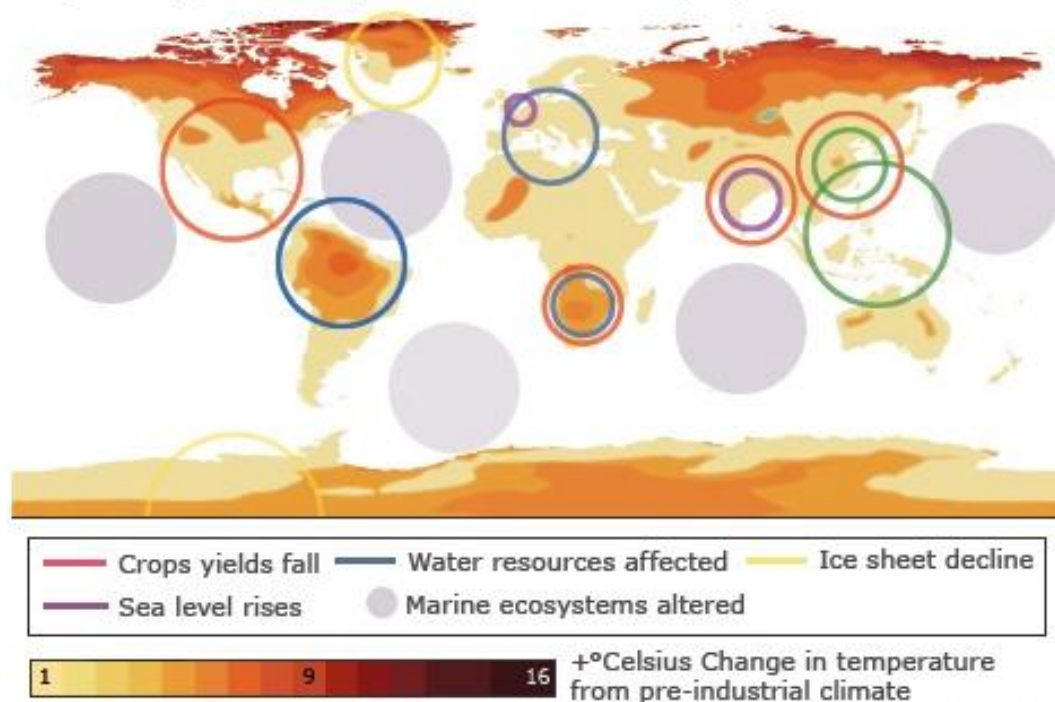 Crops yields fall
Water resources affected
Ice sheet decline
Sea level rises
Marine ecosystems altered
1 9 16
+°Celsius Change in temperature
from pre-industrial climate